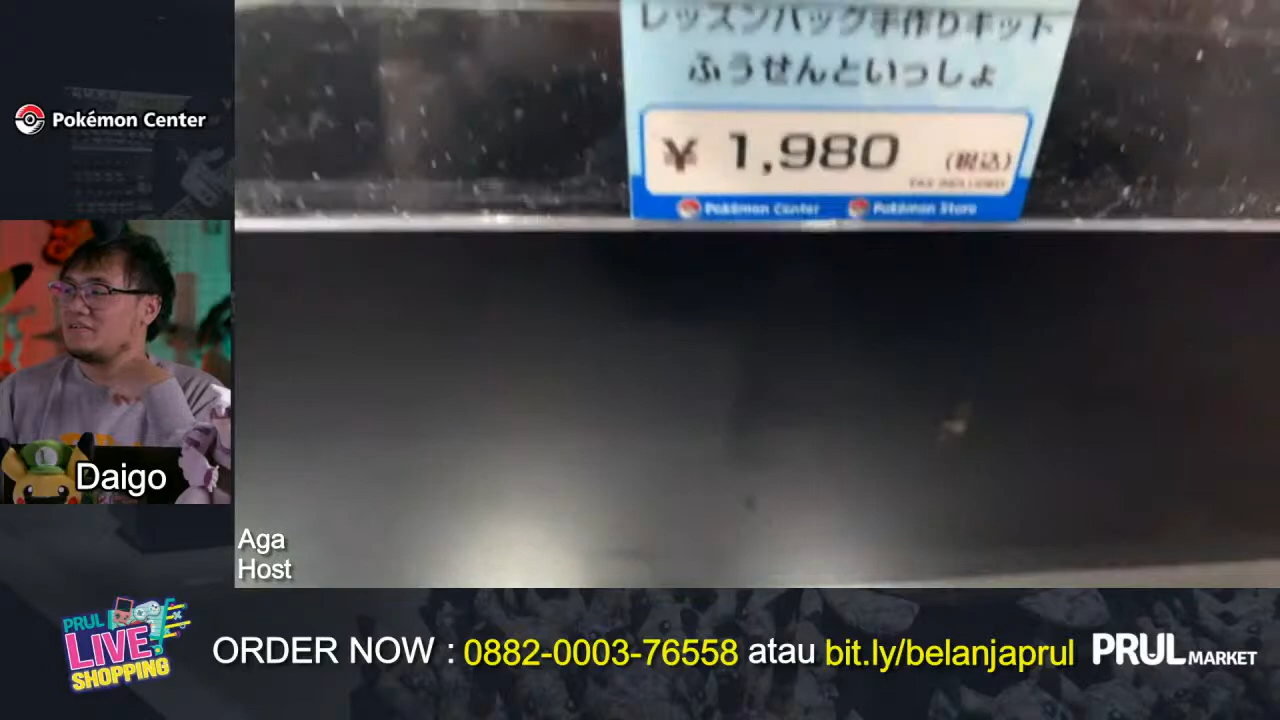 レッスンバッグ手作りキット
ふうせんといっしょ
¥ 1,980 (税込)
TAX INCLUDED
Pokémon Center Pokémon Store
Pokémon Center
Daigo
Aga
Host
PRUL
LIVE!
SHOPPING
ORDER NOW : 0882-0003-76558 atau bit.ly/belanjaprul
PRUL MARKET